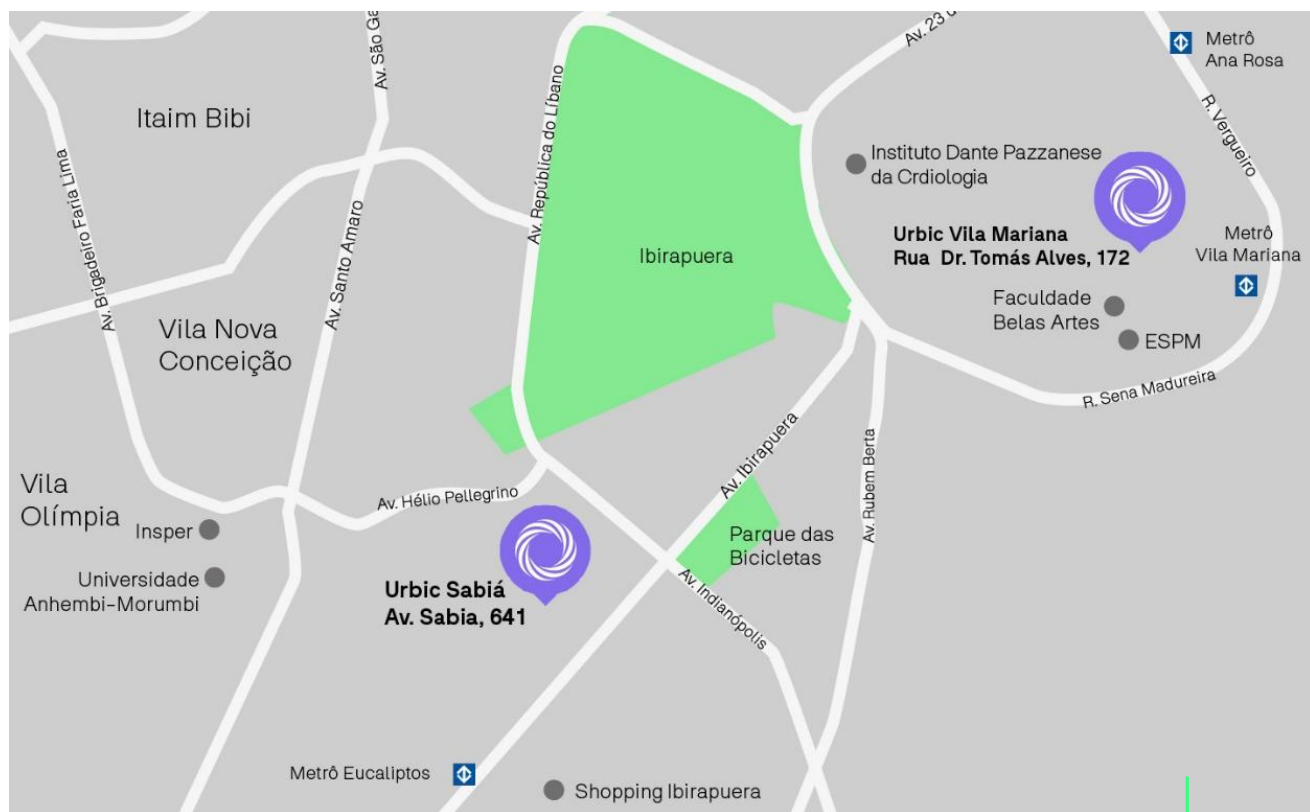 Av. São Ga
Av. 23 d
Metrô
Ana Rosa
Itaim Bibi
Av. República do Líbano
R. Vergueiro
Instituto Dante Pazzanese
da Crdiologia
Av. Brigadeiro Faria Lima
Av. Santo Amaro
Ibirapuera
Urbic Vila Mariana
Rua Dr. Tomás Alves, 172
Metrô
Vila Mariana
Vila Nova
Conceição
Faculdade
Belas Artes
ESPM
R. Sena Madureira
Av. Ibirapuera
Av. Rubem Berta
Vila
Olímpia
Av. Hélio Pellegrino
Insper
Parque das
Bicicletas
Universidade
Anhembi-Morumbi
Urbic Sabiá
Av. Sabia, 641
Av. Indianópolis
Metrô Eucaliptos
Shopping Ibirapuera